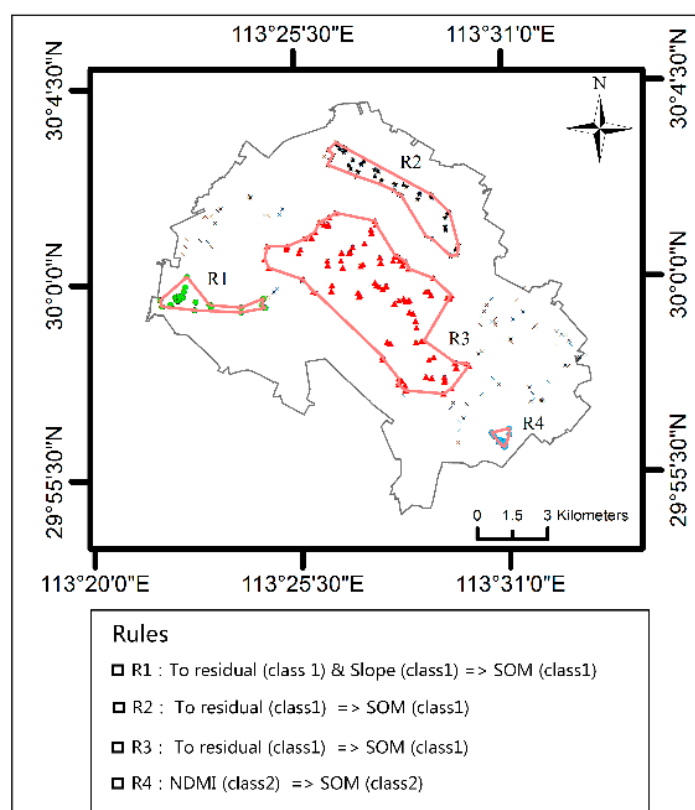 113°25'30"E 113°31'0"E
30°4'30"N 30°4'30"N
N
R2
R1
30°0'0"N 30°0'0"N
R3
R4
29°55'30"N 29°55'30"N
0 1.5 3 Kilometers
113°20'0"E 113°25'30"E 113°31'0"E
Rules
R1 : To residual (class 1) & Slope (class1) => SOM (class1)
R2 : To residual (class1) => SOM (class1)
R3 : To residual (class1) => SOM (class1)
R4 : NDMI (class2) => SOM (class2)